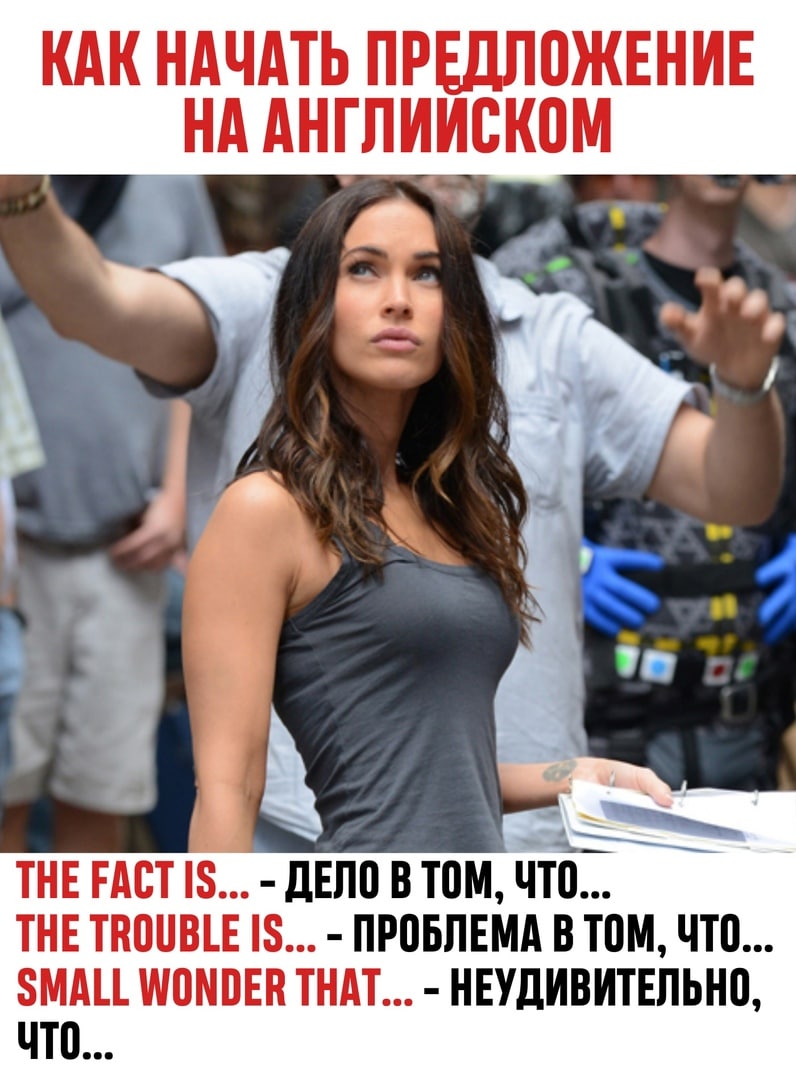 КАК НАЧАТЬ ПРЕДЛОЖЕНИЕ
НА АНГЛИЙСКОМ
THE FACT IS... - ДЕЛО В ТОМ, ЧТО...
THE TROUBLE IS... - ПРОБЛЕМА В ТОМ, ЧТО...
SMALL WONDER THAT... - НЕУДИВИТЕЛЬНО,
ЧТО...